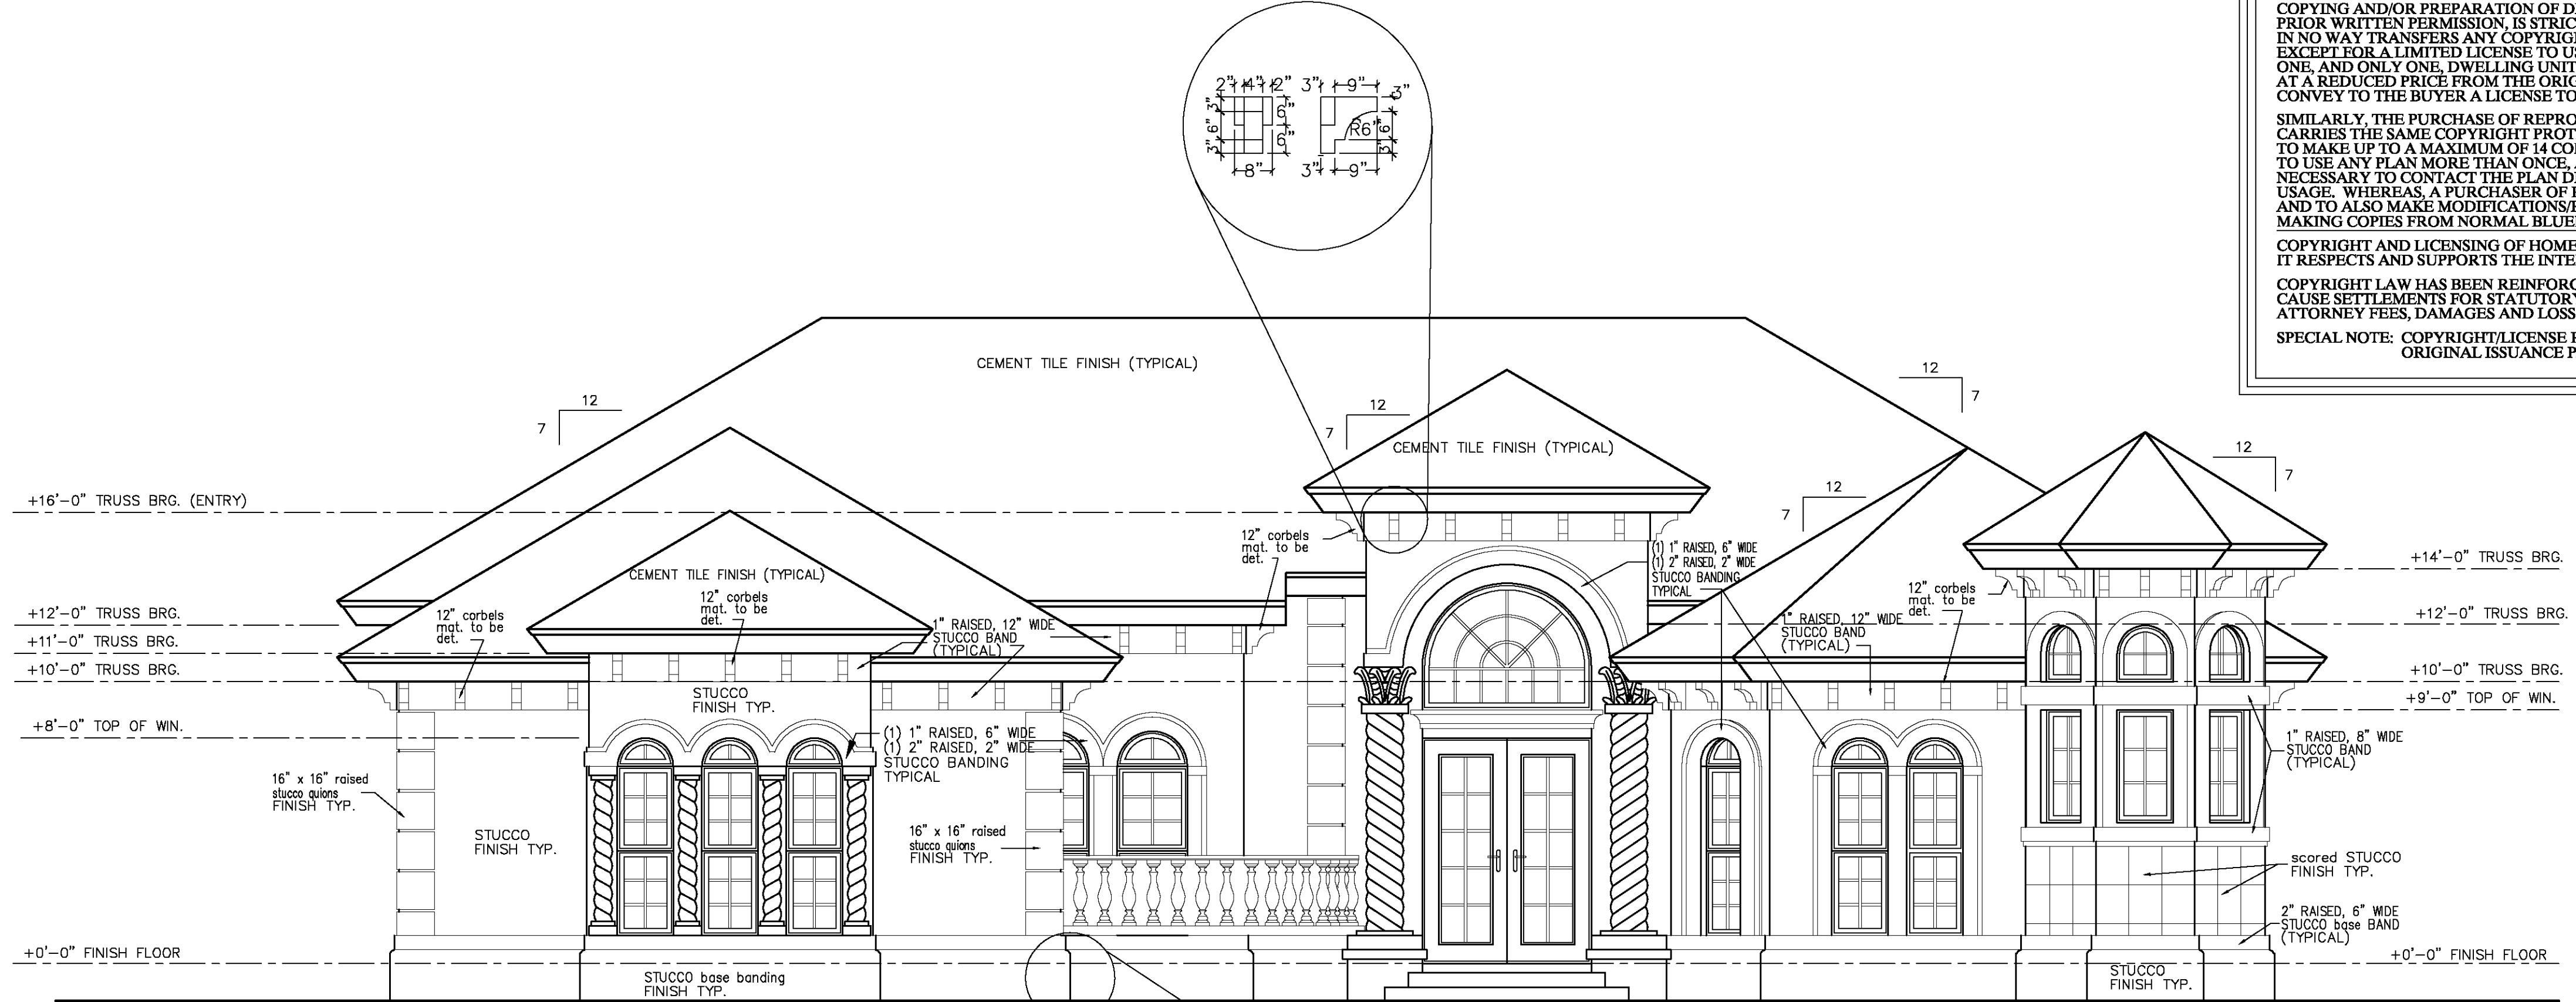 COPYING AND/OR PREPARATION OF
PRIOR WRITTEN PERMISSION, IS
IN NO WAY TRANSFERS ANY
EXCEPT FOR A LIMITED LICENSE TO
ONE, AND ONLY ONE, DWELLING UNIT
AT A REDUCED PRICE FROM THE
CONVEY TO THE BUYER A LICENSE TO
SIMILARLY, THE PURCHASE OF
CARRIES THE SAME COPYRIGHT
TO MAKE UP TO A MAXIMUM OF 14
TO USE ANY PLAN MORE THAN ONCE,
NECESSARY TO CONTACT THE PLAN
USAGE. WHEREAS, A PURCHASER OF
AND TO ALSO MAKE
MAKING COPIES FROM NORMAL
COPYRIGHT AND LICENSING OF
IT RESPECTS AND SUPPORTS THE
COPYRIGHT LAW HAS BEEN
CAUSE SETTLEMENTS FOR
ATTORNEY FEES, DAMAGES AND
SPECIAL NOTE: COPYRIGHT/LICENSE
ORIGINAL ISSUANCE
2" 4" 2"
3" 6" 3"
6"
6"
8"
3" 9" 3"
R6"
6"
3"
3" 9"
CEMENT TILE FINISH (TYPICAL)
12
7
12
7
12
7
12
7
12
7
CEMENT TILE FINISH (TYPICAL)
CEMENT TILE FINISH (TYPICAL)
+16'-0" TRUSS BRG. (ENTRY)
+12'-0" TRUSS BRG.
+11'-0" TRUSS BRG.
+10'-0" TRUSS BRG.
+8'-0" TOP OF WIN.
+0'-0" FINISH FLOOR
12" corbels
mat. to be
det.
12" corbels
mat. to be
det.
12" corbels
mat. to be
det.
12" corbels
mat. to be
det.
1" RAISED, 12" WIDE
STUCCO BAND
(TYPICAL)
(1) 1" RAISED, 6" WIDE
(1) 2" RAISED, 2" WIDE
STUCCO BANDING
TYPICAL
1" RAISED, 12" WIDE
STUCCO BAND
(TYPICAL)
STUCCO
FINISH TYP.
(1) 1" RAISED, 6" WIDE
(1) 2" RAISED, 2" WIDE
STUCCO BANDING
TYPICAL
16" x 16" raised
stucco quions
FINISH TYP.
STUCCO
FINISH TYP.
16" x 16" raised
stucco quions
FINISH TYP.
STUCCO base banding
FINISH TYP.
+14'-0" TRUSS BRG.
+12'-0" TRUSS BRG.
+10'-0" TRUSS BRG.
+9'-0" TOP OF WIN.
1" RAISED, 8" WIDE
STUCCO BAND
(TYPICAL)
scored STUCCO
FINISH TYP.
2" RAISED, 6" WIDE
STUCCO base BAND
(TYPICAL)
+0'-0" FINISH FLOOR
STUCCO
FINISH TYP.